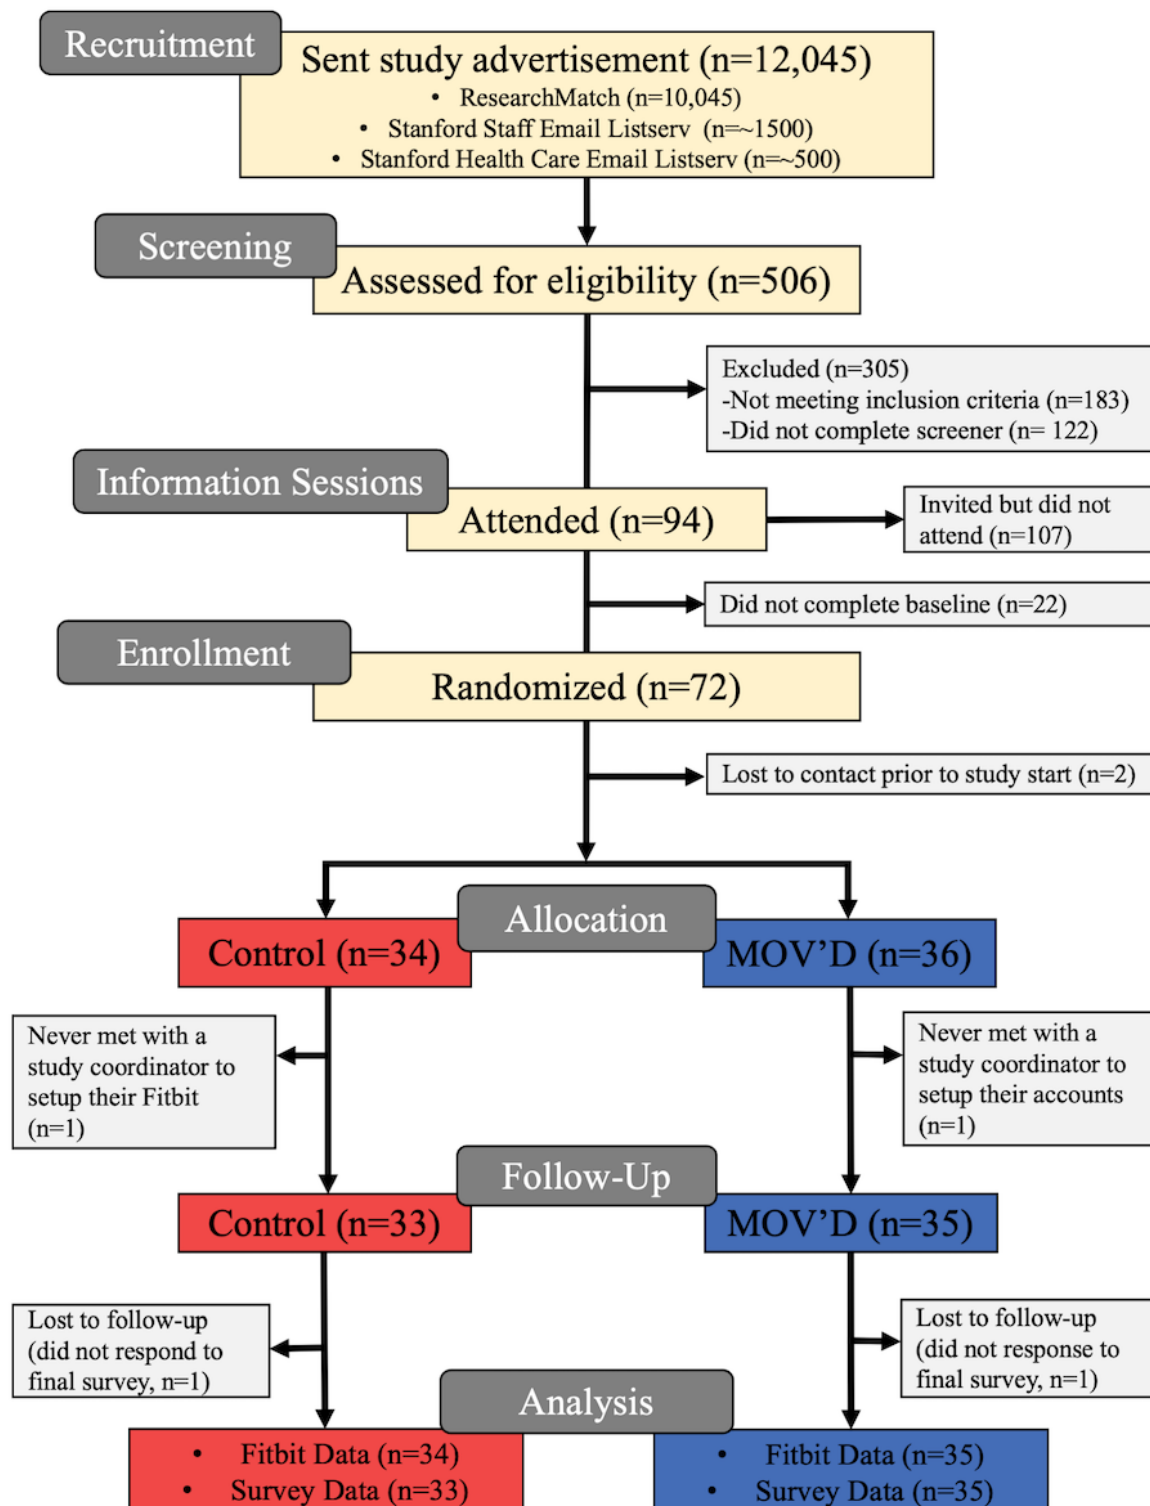 Recruitment
Sent study advertisement (n=12,045)
• ResearchMatch (n=10,045)
• Stanford Staff Email Listserv (n=~1500)
• Stanford Health Care Email Listserv (n=~500)
Screening
Assessed for eligibility (n=506)
Excluded (n=305)
-Not meeting inclusion criteria (n=183)
-Did not complete screener (n= 122)
Information Sessions
Attended (n=94)
Invited but did not
attend (n=107)
Did not complete baseline (n=22)
Enrollment
Randomized (n=72)
Lost to contact prior to study start (n=2)
Allocation
Control (n=34)
MOV’D (n=36)
Never met with a
study coordinator to
setup their Fitbit
(n=1)
Never met with a
study coordinator to
setup their accounts
(n=1)
Follow-Up
Control (n=33)
MOV’D (n=35)
Lost to follow-up
(did not respond to
final survey, n=1)
Lost to follow-up
(did not response to
final survey, n=1)
Analysis
• Fitbit Data (n=34)
• Survey Data (n=33)
• Fitbit Data (n=35)
• Survey Data (n=35)